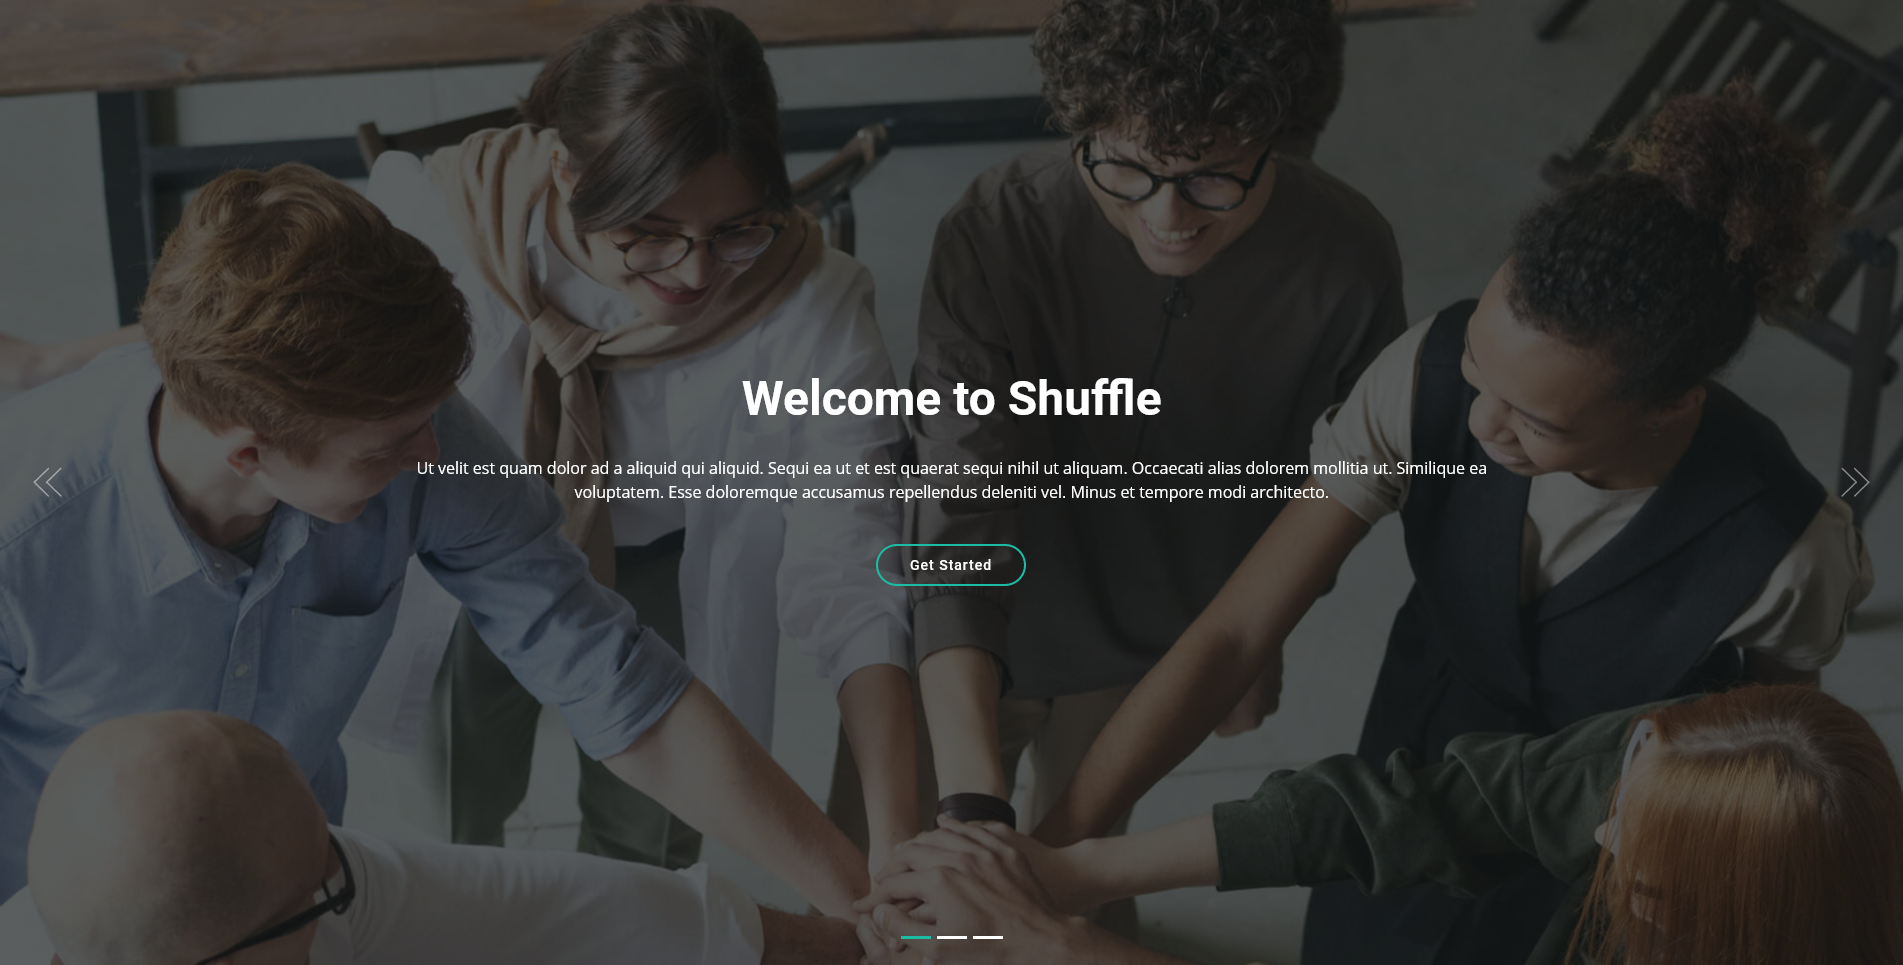 Welcome to Shuffle
Ut velit est quam dolor ad a aliquid qui aliquid. Sequi ea ut et est quaerat sequi nihil ut aliquam. Occaecati alias dolorem mollitia ut. Similique ea
voluptatem. Esse doloremque accusamus repellendus deleniti vel. Minus et tempore modi architecto.
Get Started